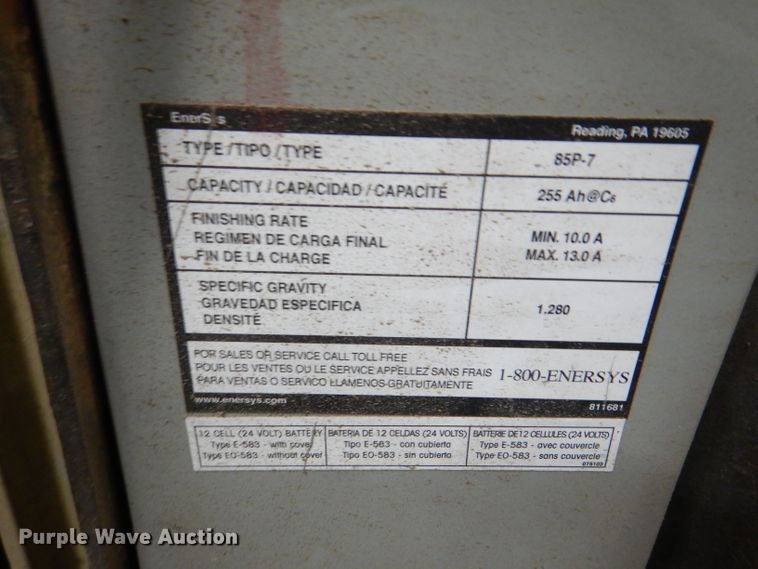 EnerSys
Reading, PA 19605
TYPE/TIPO/TYPE
85P-7
CAPACITY / CAPACIDAD / CAPACITÉ
255 Ah@C6
FINISHING RATE
REGIMEN DE CARGA FINAL
FIN DE LA CHARGE
MIN. 10.0 A
MAX. 13.0 A
SPECIFIC GRAVITY
GRAVEDAD ESPECIFICA
DENSITÉ
1.280
FOR SALES OR SERVICE CALL TOLL FREE
POUR LES VENTES OU LE SERVICE APPELLEZ SANS FRAIS
PARA VENTAS O SERVICO LLAMENOS GRATUITAMENTE
1-800-ENERSYS
www.enersys.com
811681
12 CELL (24 VOLT) BATTERY
Type E-583 - with cover
Type EO-583 - without cover
BATERIA DE 12 CELDAS (24 VOLTS)
Tipo E-583 - con cubierta
Tipo EO-583 - sin cubierta
BATTERIE DE 12 CELLULES (24 VOLTS)
Type E-583 - avec couvercle
Type EO-583 - sans couvercle
Purple Wave Auction